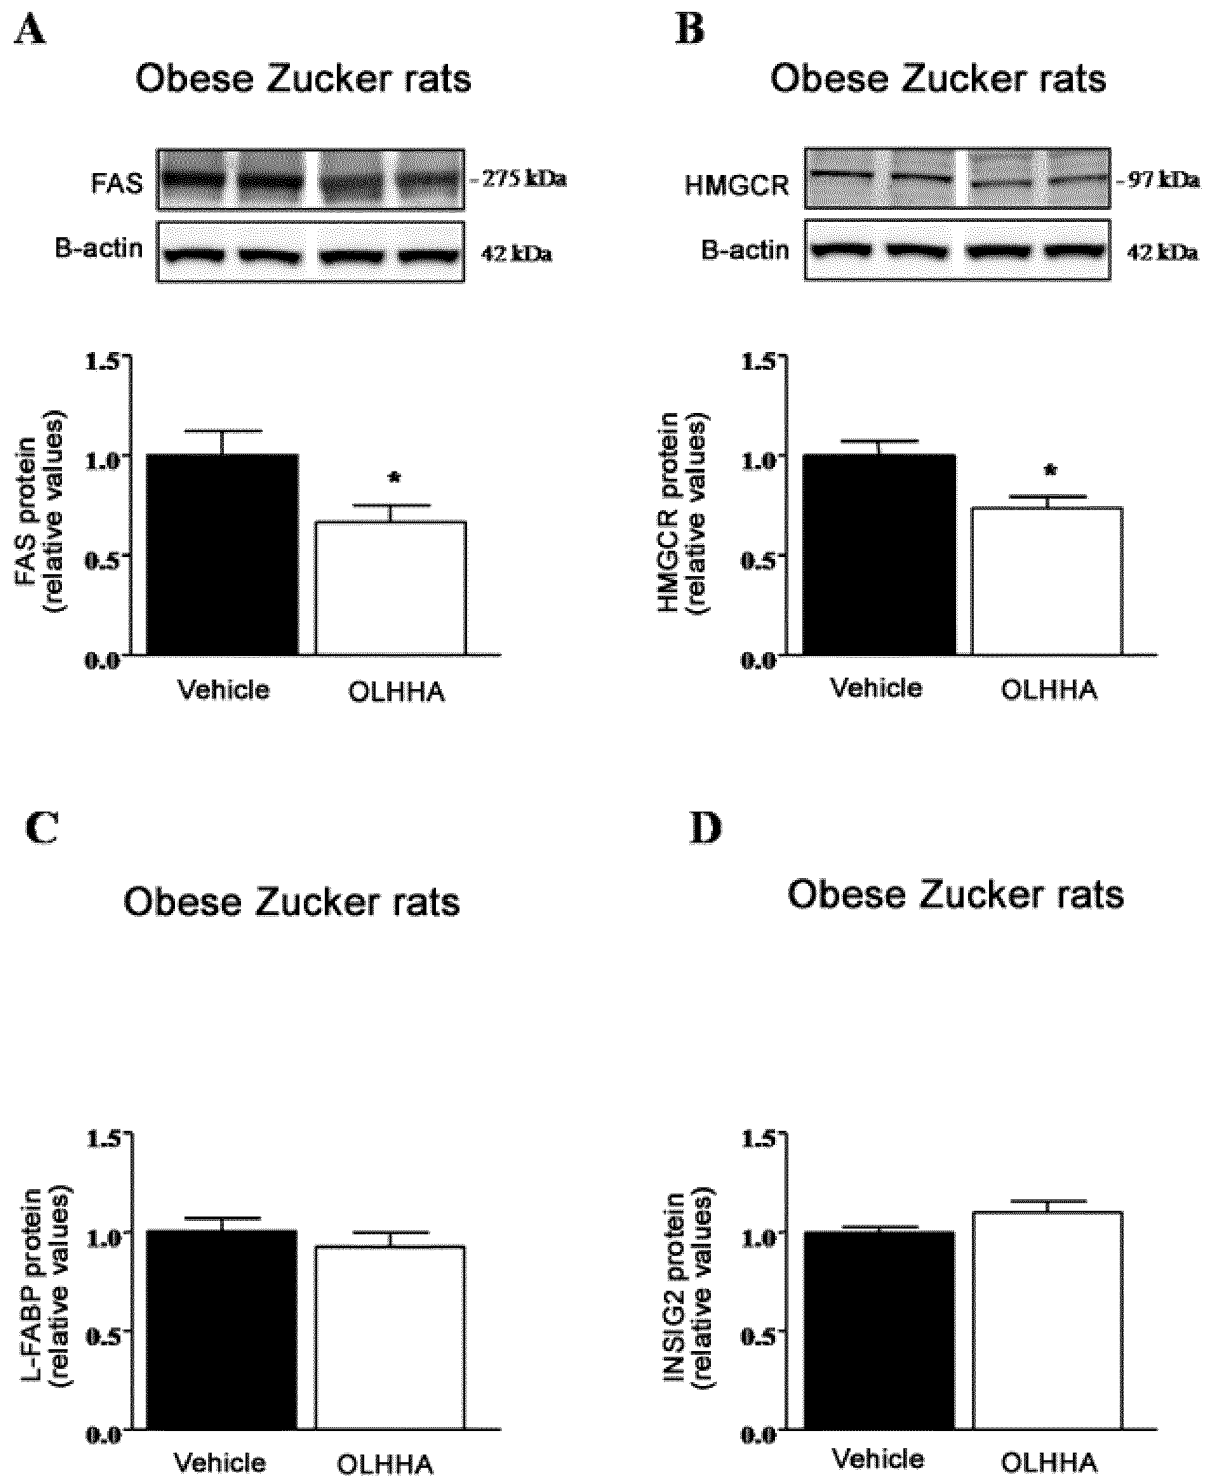 A
Obese Zucker rats
FAS
-275 kDa
B-actin
42 kDa
1.5
1.0
0.5
0.0
FAS protein
(relative values)
*
Vehicle
OLHHA
B
Obese Zucker rats
HMGCR
-97 kDa
B-actin
42 kDa
1.5
1.0
0.5
0.0
HMGCR protein
(relative values)
*
Vehicle
OLHHA
C
Obese Zucker rats
1.5
1.0
0.5
0.0
L-FABP protein
(relative values)
Vehicle
OLHHA
D
Obese Zucker rats
1.5
1.0
0.5
0.0
INSIG2 protein
(relative values)
Vehicle
OLHHA